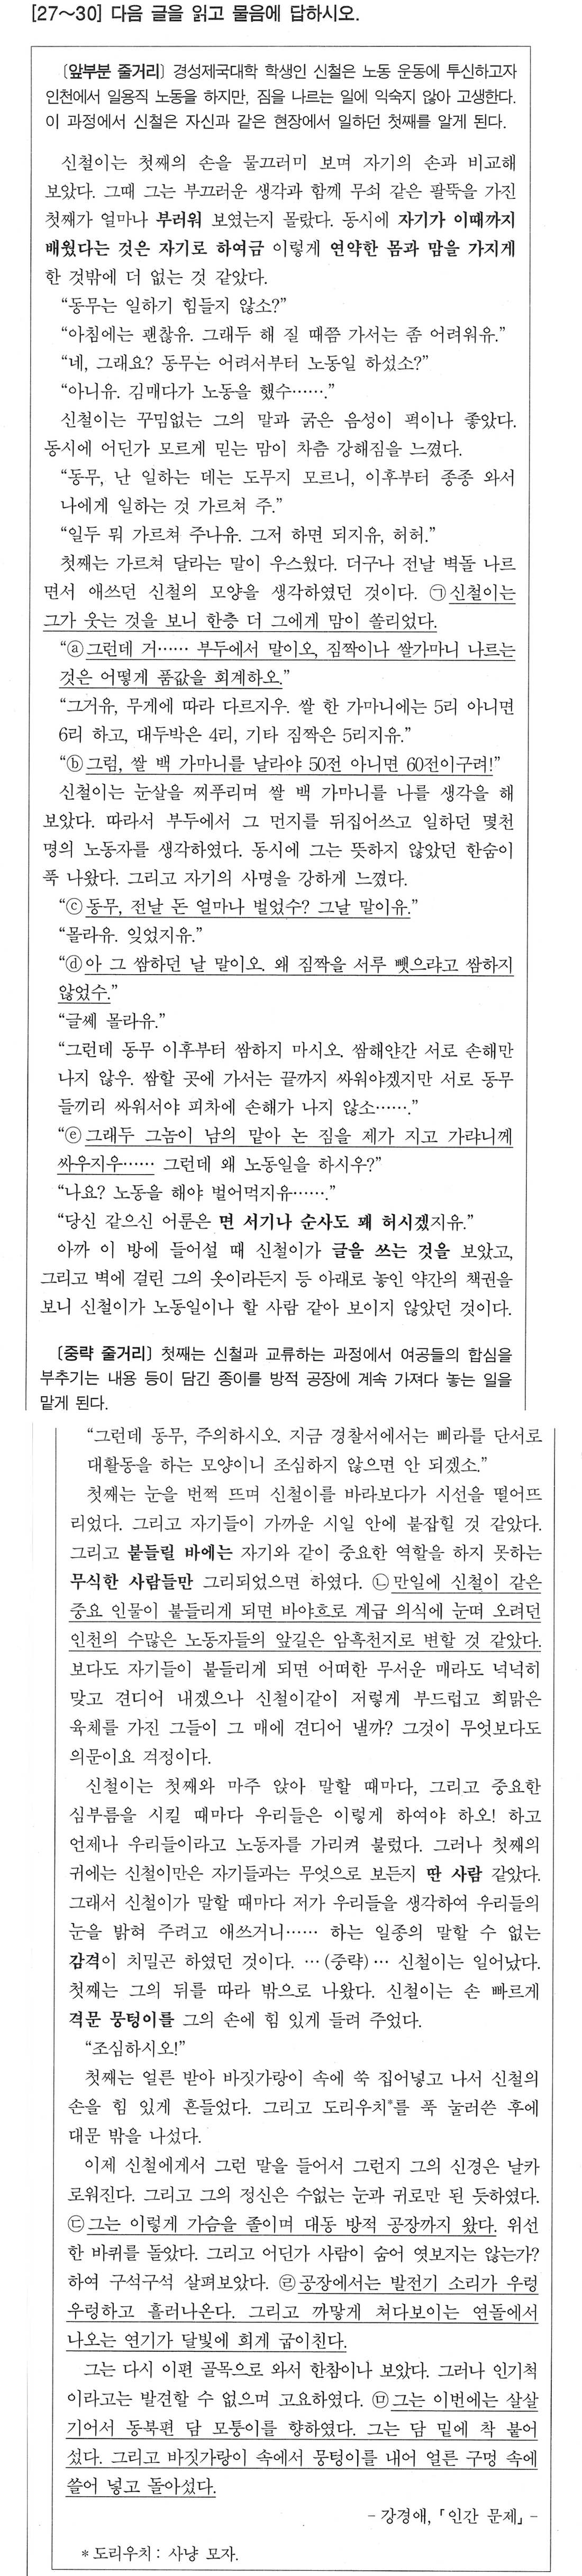 [27~30] 다음 글을 읽고 물음에 답하시오.
〔앞부분 줄거리〕 경성제국대학 학생인 신철은 노동 운동에 투신하고자
인천에서 일용직 노동을 하지만, 짐을 나르는 일에 익숙지 않아 고생한다.
이 과정에서 신철은 자신과 같은 현장에서 일하던 첫째를 알게 된다.
신철이는 첫째의 손을 물끄러미 보며 자기의 손과 비교해
보았다. 그때 그는 부끄러운 생각과 함께 무쇠 같은 팔뚝을 가진
첫째가 얼마나 부러워 보였는지 몰랐다. 동시에 자기가 이때까지
배웠다는 것은 자기로 하여금 이렇게 연약한 몸과 맘을 가지게
한 것밖에 더 없는 것 같았다.
“동무는 일하기 힘들지 않소?”
“아침에는 괜찮유. 그래두 해 질 때쯤 가서는 좀 어려워유.”
“네, 그래요? 동무는 어려서부터 노동일 하섰소?”
“아니유. 김매다가 노동을 했수…….”
신철이는 꾸밈없는 그의 말과 굵은 음성이 퍽이나 좋았다.
동시에 어딘가 모르게 믿는 맘이 차츰 강해짐을 느꼈다.
“동무, 난 일하는 데는 도무지 모르니, 이후부터 종종 와서
나에게 일하는 것 가르쳐 주.”
“일두 뭐 가르쳐 주나유. 그저 하면 되지유, 허허.”
첫째는 가르쳐 달라는 말이 우스웠다. 더구나 전날 벽돌 나르
면서 애쓰던 신철의 모양을 생각하였던 것이다. ㉠신철이는
그가 웃는 것을 보니 한층 더 그에게 맘이 쏠리었다.
“ⓐ그런데 거…… 부두에서 말이오, 짐짝이나 쌀가마니 나르는
것은 어떻게 품값을 회계하오.”
“그거유, 무게에 따라 다르지우. 쌀 한 가마니에는 5리 아니면
6리 하고, 대두박은 4리, 기타 짐짝은 5리지유.”
“ⓑ그럼, 쌀 백 가마니를 날라야 50전 아니면 60전이구려!”
신철이는 눈살을 찌푸리며 쌀 백 가마니를 나를 생각을 해
보았다. 따라서 부두에서 그 먼지를 뒤집어쓰고 일하던 몇천
명의 노동자를 생각하였다. 동시에 그는 뜻하지 않았던 한숨이
푹 나왔다. 그리고 자기의 사명을 강하게 느꼈다.
“ⓒ동무, 전날 돈 얼마나 벌었수? 그날 말이유.”
“몰라유. 잊었지유.”
“ⓓ아 그 쌈하던 날 말이오. 왜 짐짝을 서루 뺏으랴고 쌈하지
않었수.”
“글쎄 몰라유.”
“그런데 동무 이후부터 쌈하지 마시오. 쌈해얀간 서로 손해만
나지 않우. 쌈할 곳에 가서는 끝까지 싸워야겠지만 서로 동무
들끼리 싸워서야 피차에 손해가 나지 않소…….”
“ⓔ그래두 그놈이 남의 맡아 논 짐을 제가 지고 가랴니께
싸우지우…… 그런데 왜 노동일을 하시우?”
“나요? 노동을 해야 벌어먹지유…….”
“당신 같으신 어룬은 면 서기나 순사도 꽤 허시겠지유.”
아까 이 방에 들어설 때 신철이가 글을 쓰는 것을 보았고,
그리고 벽에 걸린 그의 옷이라든지 등 아래로 놓인 약간의 책권을
보니 신철이가 노동일이나 할 사람 같아 보이지 않았던 것이다.
〔중략 줄거리〕 첫째는 신철과 교류하는 과정에서 여공들의 합심을
부추기는 내용 등이 담긴 종이를 방적 공장에 계속 가져다 놓는 일을
맡게 된다.
“그런데 동무, 주의하시오. 지금 경찰서에서는 삐라를 단서로
대활동을 하는 모양이니 조심하지 않으면 안 되겠소.”
첫째는 눈을 번쩍 뜨며 신철이를 바라보다가 시선을 떨어뜨
리었다. 그리고 자기들이 가까운 시일 안에 붙잡힐 것 같았다.
그리고 붙들릴 바에는 자기와 같이 중요한 역할을 하지 못하는
무식한 사람들만 그리되었으면 하였다. ㉡만일에 신철이 같은
중요 인물이 붙들리게 되면 바야흐로 계급 의식에 눈떠 오려던
인천의 수많은 노동자들의 앞길은 암흑천지로 변할 것 같았다.
보다도 자기들이 붙들리게 되면 어떠한 무서운 매라도 넉넉히
맞고 견디어 내겠으나 신철이같이 저렇게 부드럽고 희맑은
육체를 가진 그들이 그 매에 견디어 낼까? 그것이 무엇보다도
의문이요 걱정이다.
신철이는 첫째와 마주 앉아 말할 때마다, 그리고 중요한
심부름을 시킬 때마다 우리들은 이렇게 하여야 하오! 하고
언제나 우리들이라고 노동자를 가리켜 불렀다. 그러나 첫째의
귀에는 신철이만은 자기들과는 무엇으로 보든지 딴 사람 같았다.
그래서 신철이가 말할 때마다 저가 우리들을 생각하여 우리들의
눈을 밝혀 주려고 애쓰거니…… 하는 일종의 말할 수 없는
감격이 치밀곤 하였던 것이다. …(중략)… 신철이는 일어났다.
첫째는 그의 뒤를 따라 밖으로 나왔다. 신철이는 손 빠르게
격문 뭉텅이를 그의 손에 힘 있게 들려 주었다.
“조심하시오!”
첫째는 얼른 받아 바짓가랑이 속에 쑥 집어넣고 나서 신철의
손을 힘 있게 흔들었다. 그리고 도리우치*를 푹 눌러쓴 후에
대문 밖을 나섰다.
이제 신철에게서 그런 말을 들어서 그런지 그의 신경은 날카
로워진다. 그리고 그의 정신은 수없는 눈과 귀로만 된 듯하였다.
㉢그는 이렇게 가슴을 졸이며 대동 방적 공장까지 왔다. 위선
한 바퀴를 돌았다. 그리고 어딘가 사람이 숨어 엿보지는 않는가?
하여 구석구석 살펴보았다. ㉣공장에서는 발전기 소리가 우렁
우렁하고 흘러나온다. 그리고 까맣게 쳐다보이는 연돌에서
나오는 연기가 달빛에 희게 굽이친다.
그는 다시 이편 골목으로 와서 한참이나 보았다. 그러나 인기척
이라고는 발견할 수 없으며 고요하였다. ㉤그는 이번에는 살살
기어서 동북편 담 모퉁이를 향하였다. 그는 담 밑에 착 붙어
섰다. 그리고 바짓가랑이 속에서 뭉텅이를 내어 얼른 구멍 속에
쓸어 넣고 돌아섰다.
- 강경애, 「인간 문제」 -
* 도리우치 : 사냥 모자.